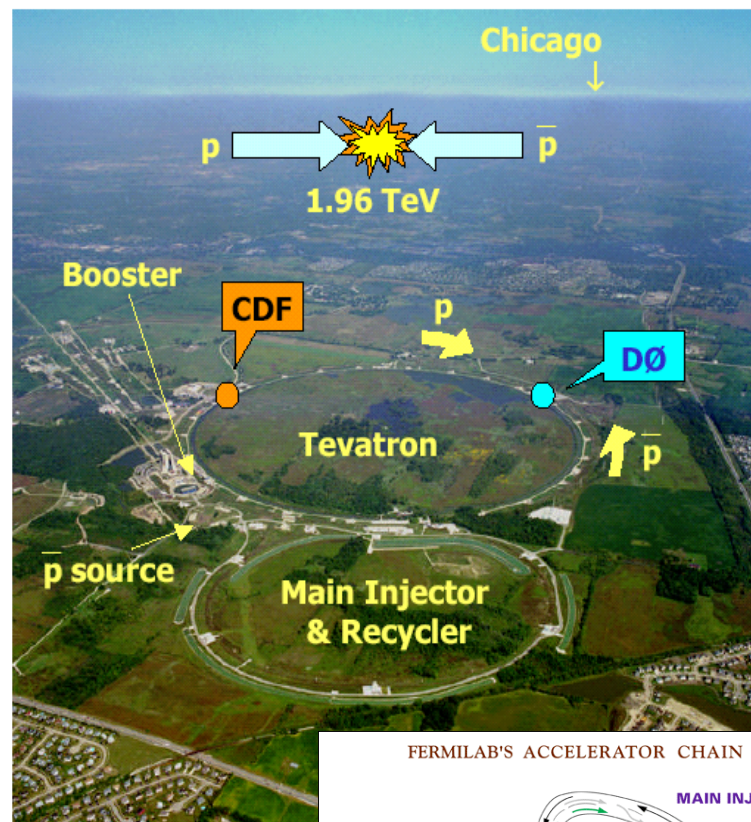 Chicago
p
p̅
1.96 TeV
Booster
CDF
p
DØ
Tevatron
p̅
p̅ source
Main Injector
& Recycler
FERMILAB'S ACCELERATOR CHAIN
MAIN INJ